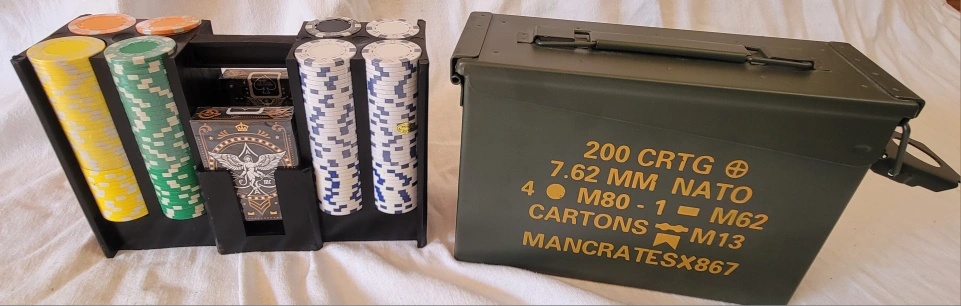 200 CRTG
7.62 MM NATO
4 M80 - 1 M62
CARTONS M13
MANCRATESX867